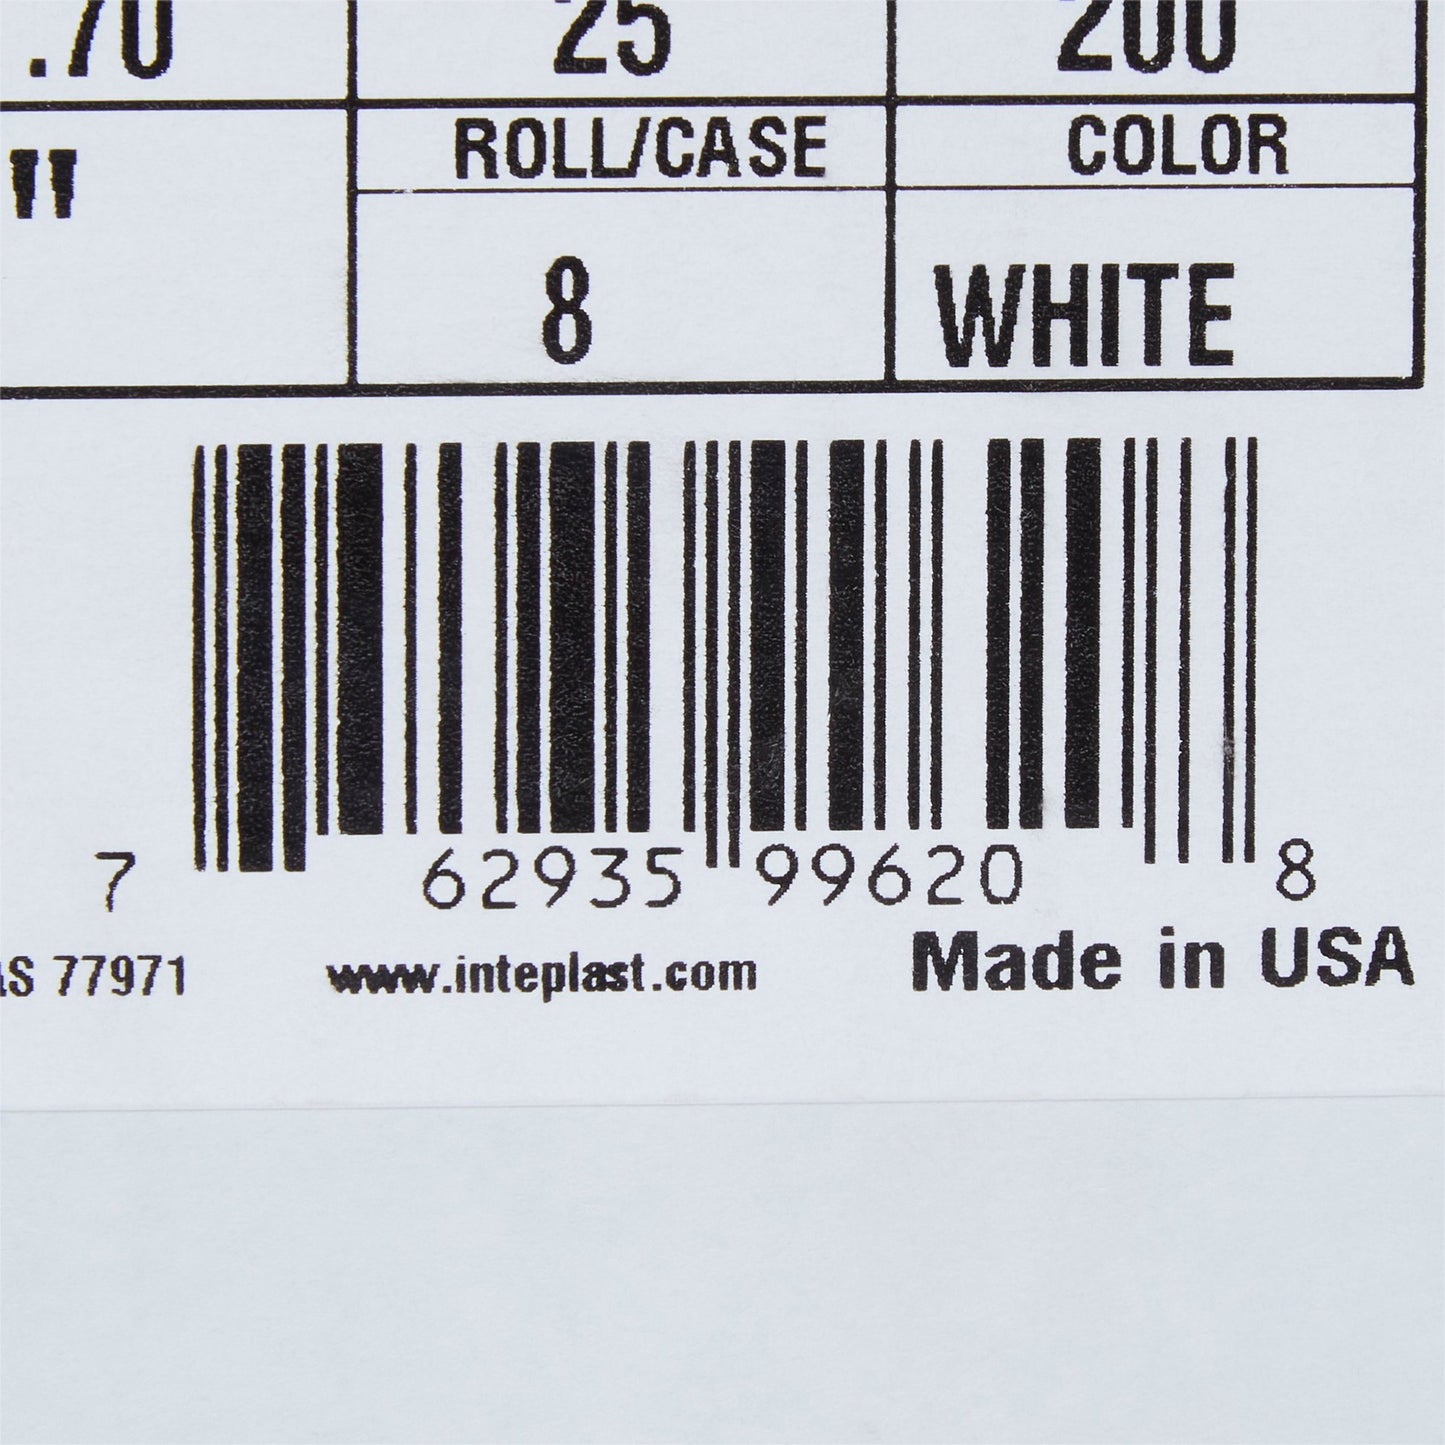 .70 25 200
" ROLL/CASE COLOR
8 WHITE
7 62935 99620 8
77971 www.inteplast.com Made in USA